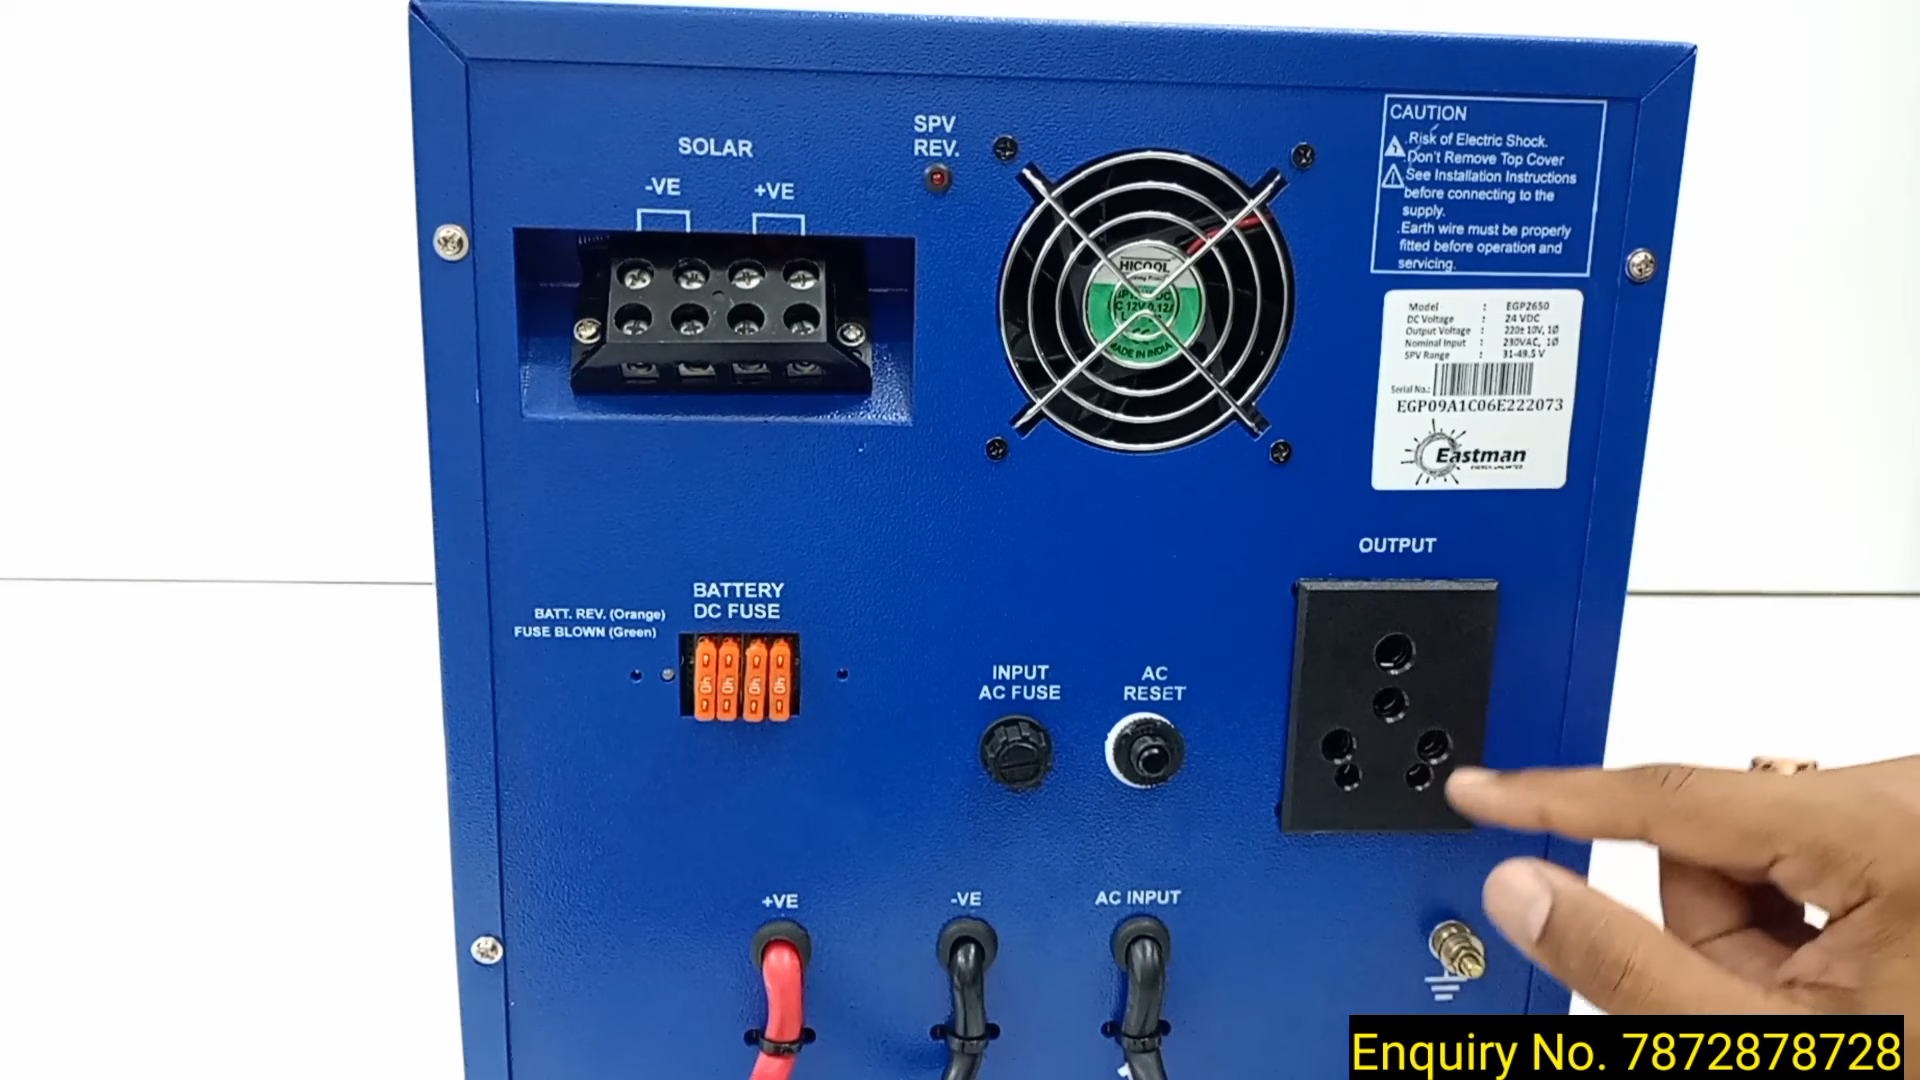 SOLAR
-VE
+VE
SPV
REV.
HICOOL
MADE IN INDIA
CAUTION
.Risk of Electric Shock.
.Don't Remove Top Cover
.See Installation Instructions
before connecting to the
supply.
.Earth wire must be properly
fitted before operation and
servicing.
Model : EGP2650
DC Voltage : 24 VDC
Output Voltage : 220± 10V, 1Ø
Nominal Input : 230VAC, 1Ø
SPV Range : 31-49.5 V
Serial No.:
EGP09A1C06E222073
Eastman
OUTPUT
BATTERY
DC FUSE
BATT. REV. (Orange)
FUSE BLOWN (Green)
INPUT
AC FUSE
AC
RESET
+VE
-VE
AC INPUT
Enquiry No. 7872878728